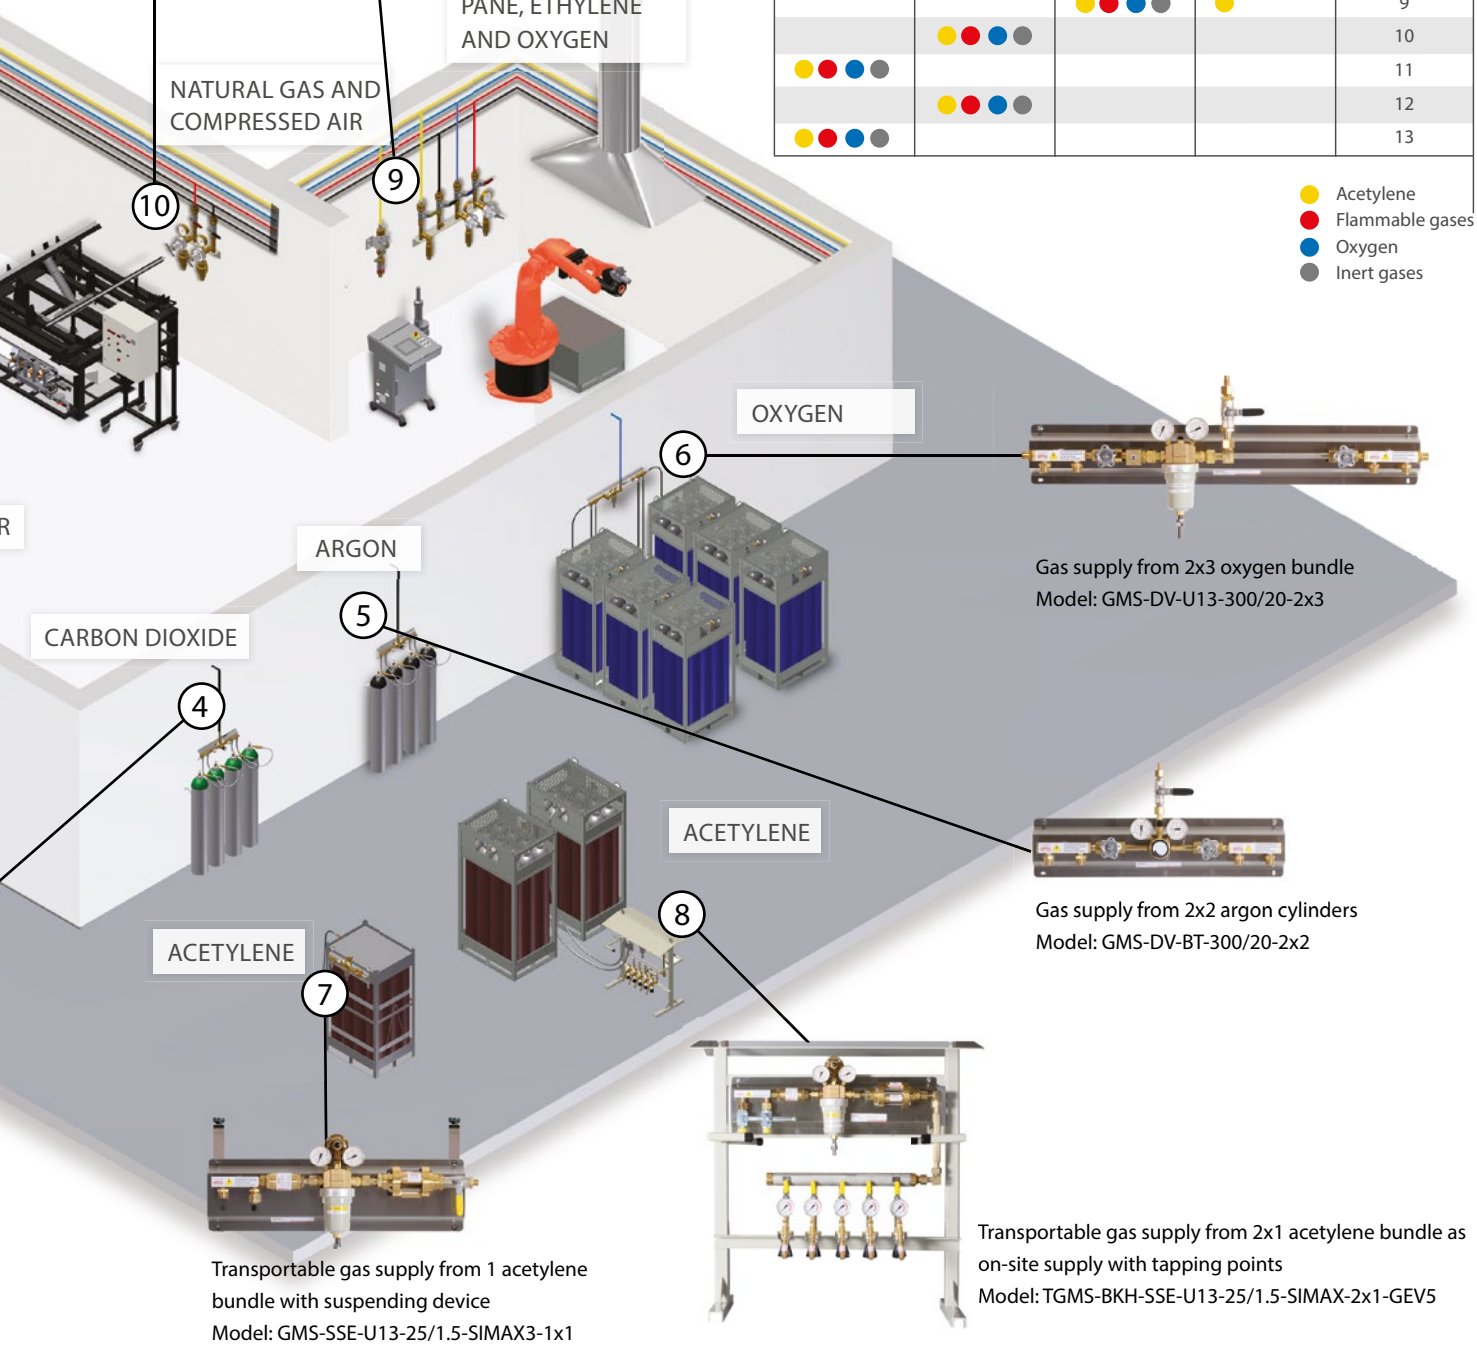 PANE, ETHYLENE
AND OXYGEN
NATURAL GAS AND
COMPRESSED AIR
9
10
11
12
13
Acetylene
Flammable gases
Oxygen
Inert gases
9
10
OXYGEN
6
Gas supply from 2x3 oxygen bundle
Model: GMS-DV-U13-300/20-2x3
R
ARGON
5
CARBON DIOXIDE
4
ACETYLENE
Gas supply from 2x2 argon cylinders
Model: GMS-DV-BT-300/20-2x2
8
ACETYLENE
7
Transportable gas supply from 1 acetylene
bundle with suspending device
Model: GMS-SSE-U13-25/1.5-SIMAX3-1x1
Transportable gas supply from 2x1 acetylene bundle as
on-site supply with tapping points
Model: TGMS-BKH-SSE-U13-25/1.5-SIMAX-2x1-GEV5